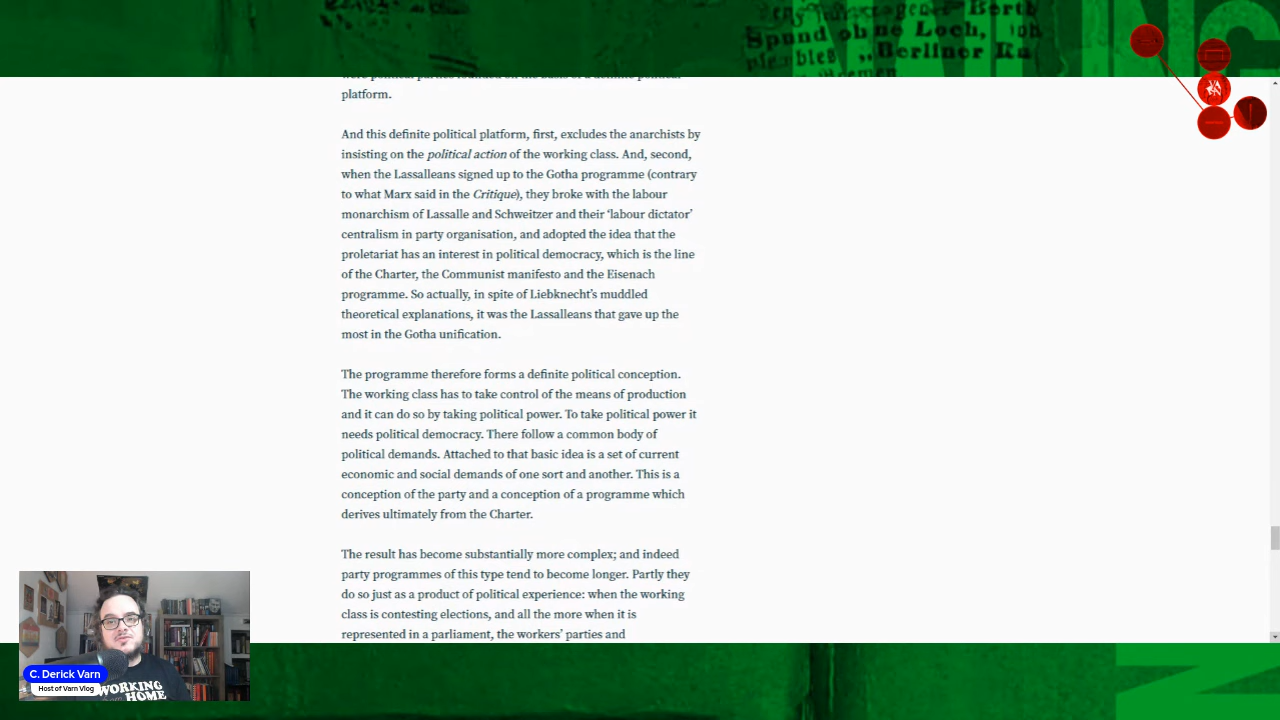 Spund ohne Loch,
"Berliner
platform.
And this definite political platform, first, excludes the anarchists by
insisting on the political action of the working class. And, second,
when the Lassalleans signed up to the Gotha programme (contrary
to what Marx said in the Critique), they broke with the labour
monarchism of Lassalle and Schweitzer and their ‘labour dictator’
centralism in party organisation, and adopted the idea that the
proletariat has an interest in political democracy, which is the line
of the Charter, the Communist manifesto and the Eisenach
programme. So actually, in spite of Liebknecht’s muddled
theoretical explanations, it was the Lassalleans that gave up the
most in the Gotha unification.
The programme therefore forms a definite political conception.
The working class has to take control of the means of production
and it can do so by taking political power. To take political power it
needs political democracy. There follow a common body of
political demands. Attached to that basic idea is a set of current
economic and social demands of one sort and another. This is a
conception of the party and a conception of a programme which
derives ultimately from the Charter.
The result has become substantially more complex; and indeed
party programmes of this type tend to become longer. Partly they
do so just as a product of political experience: when the working
class is contesting elections, and all the more when it is
represented in a parliament, the workers’ parties and
C. Derick Varn
Host of Varn Vlog
WORKING
HOME